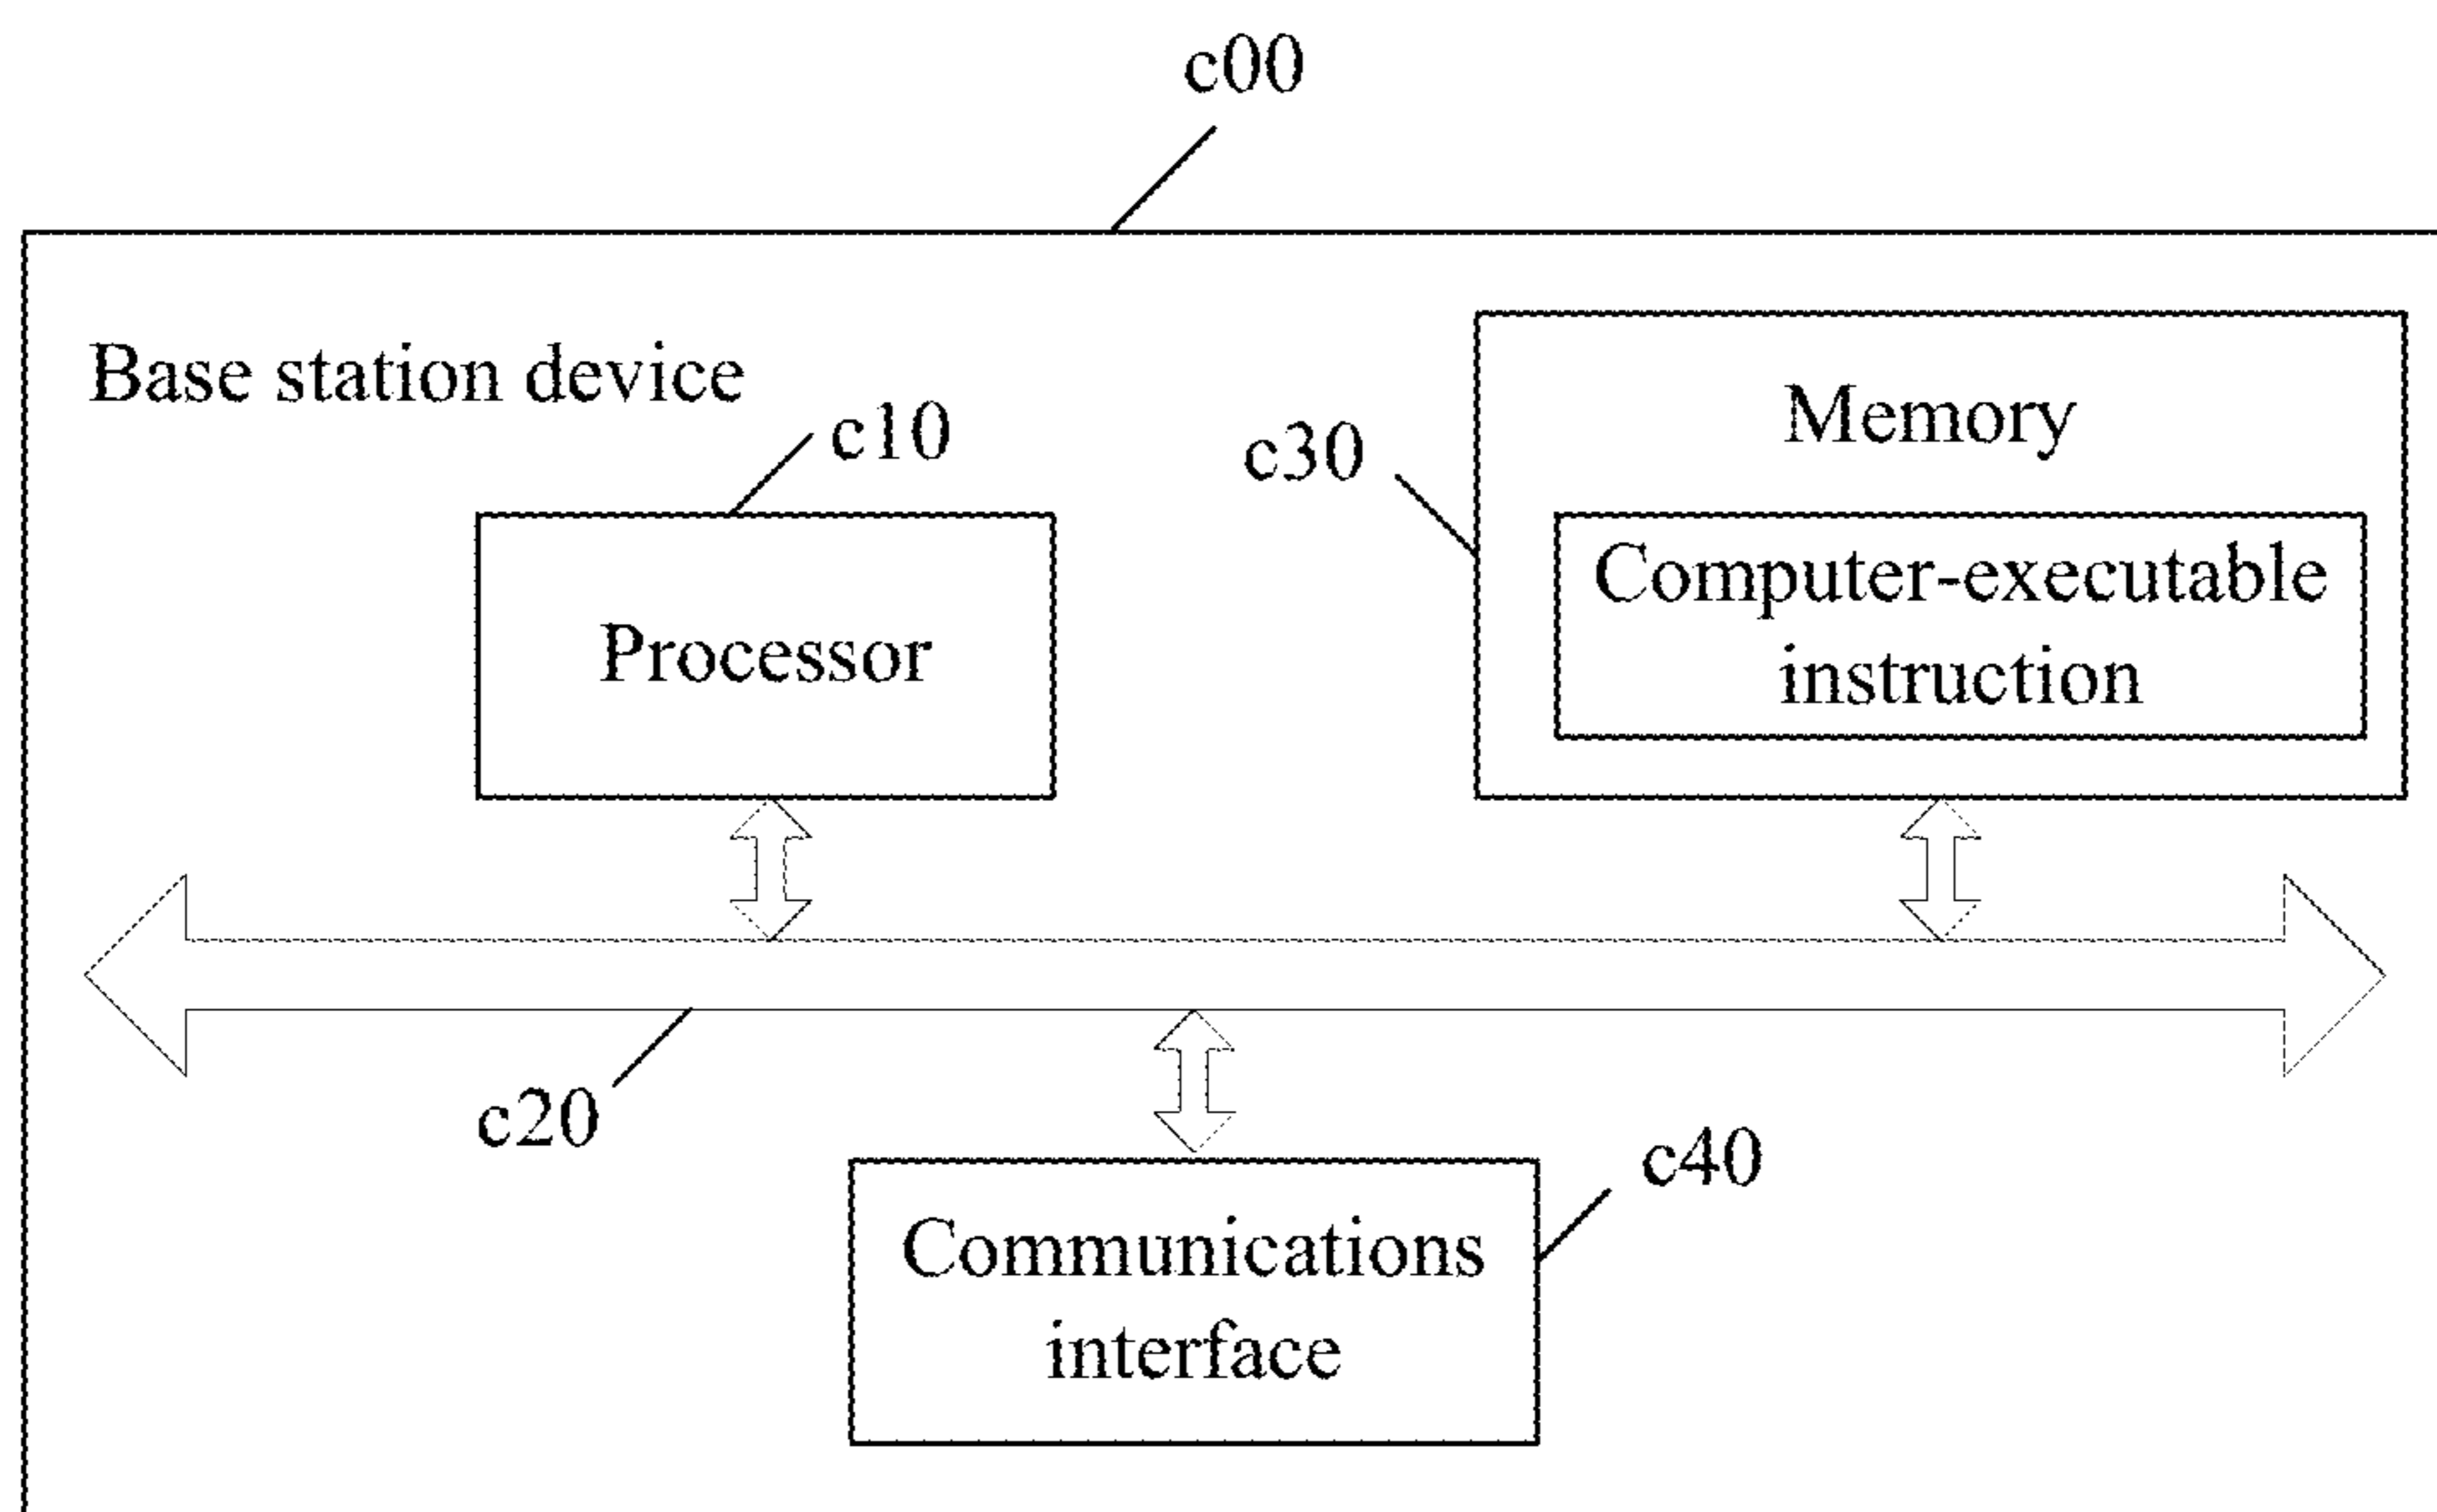 c00
Base station device
c10
c30
Memory
Computer-executable
instruction
Processor
c20
c40
Communications
interface